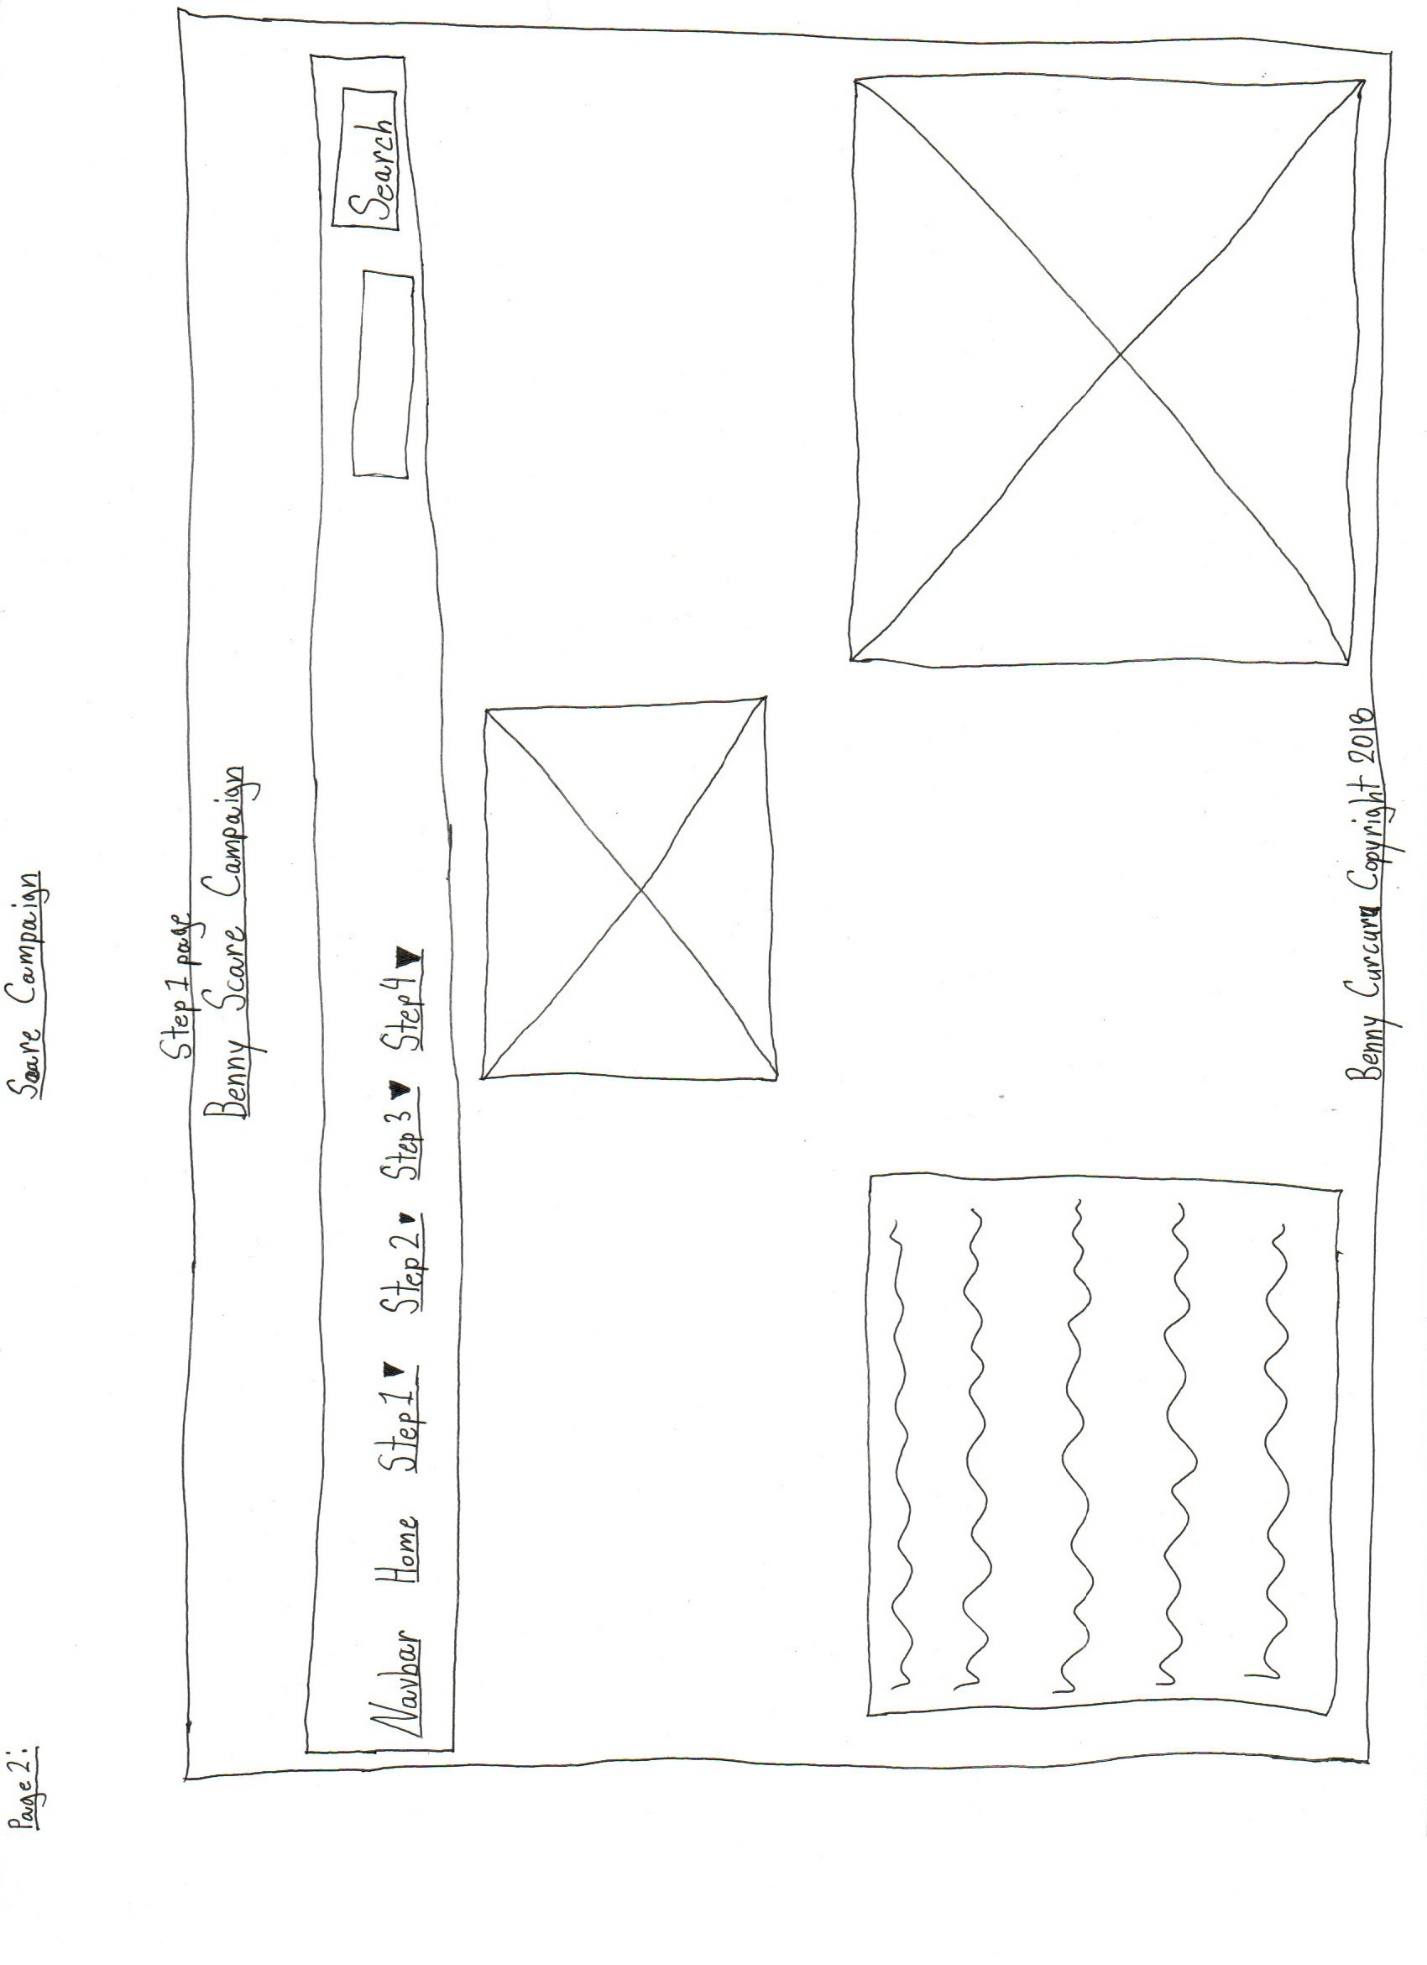 Page 2:
Scare Campaign
Step 1 page
Benny Scare Campaign
Navbar Home Step1▼ Step2▼ Step3▼ Step4▼ Search
Benny Curcuru Copyright 2018